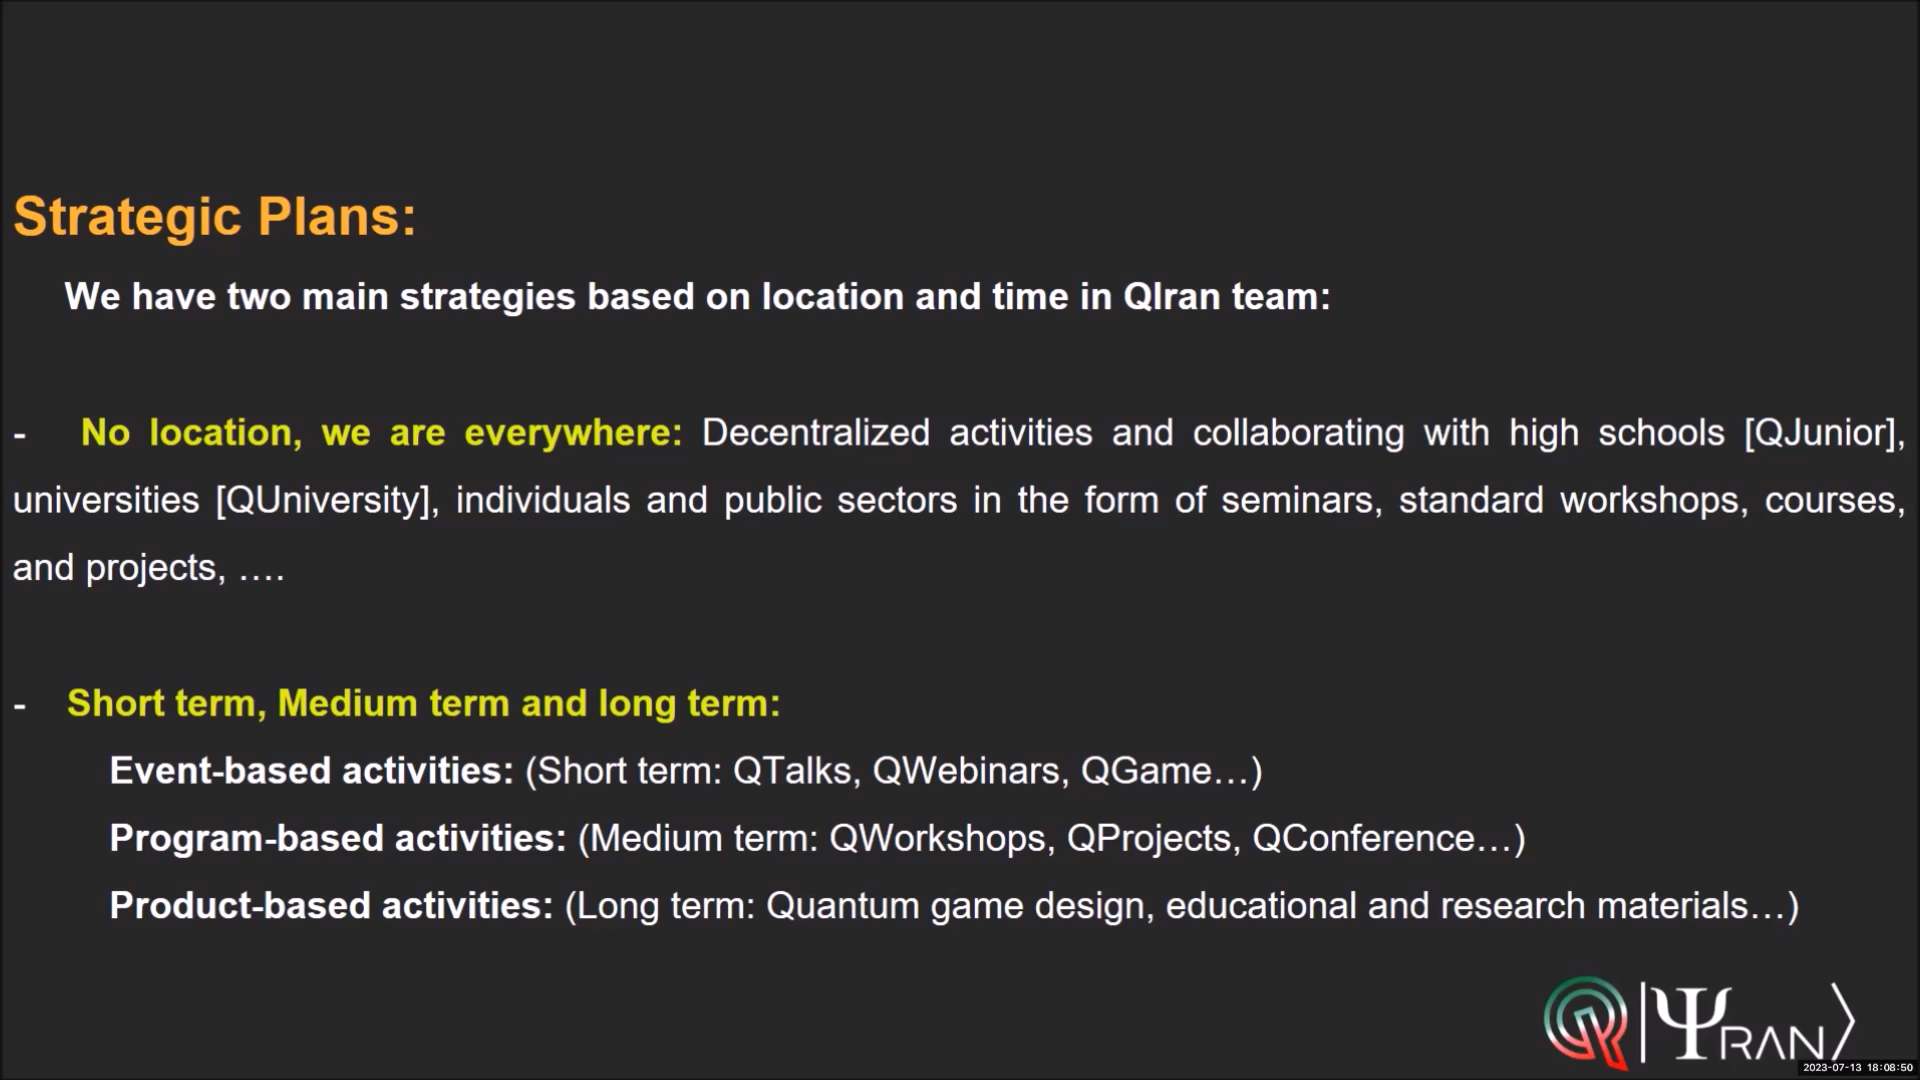 Strategic Plans:
We have two main strategies based on location and time in QIran team:
- No location, we are everywhere: Decentralized activities and collaborating with high schools [QJunior],
universities [QUniversity], individuals and public sectors in the form of seminars, standard workshops, courses,
and projects, ….
- Short term, Medium term and long term:
Event-based activities: (Short term: QTalks, QWebinars, QGame…)
Program-based activities: (Medium term: QWorkshops, QProjects, QConference…)
Product-based activities: (Long term: Quantum game design, educational and research materials…)
Q|ΨRAN⟩
2023-07-13 18:08:50